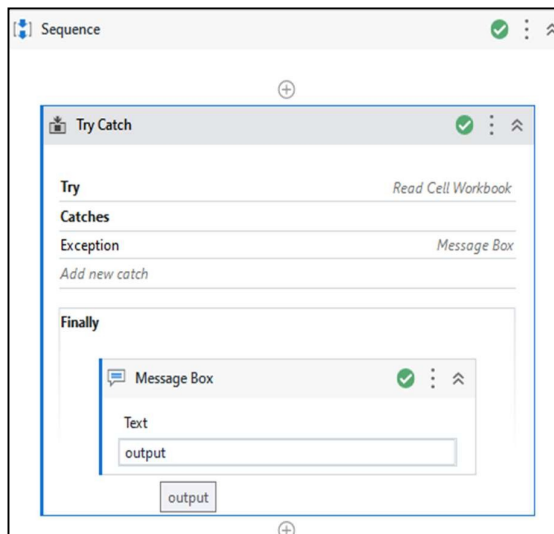 Sequence
Try Catch
Try Read Cell Workbook
Catches
Exception Message Box
Add new catch
Finally
Message Box
Text
output
output